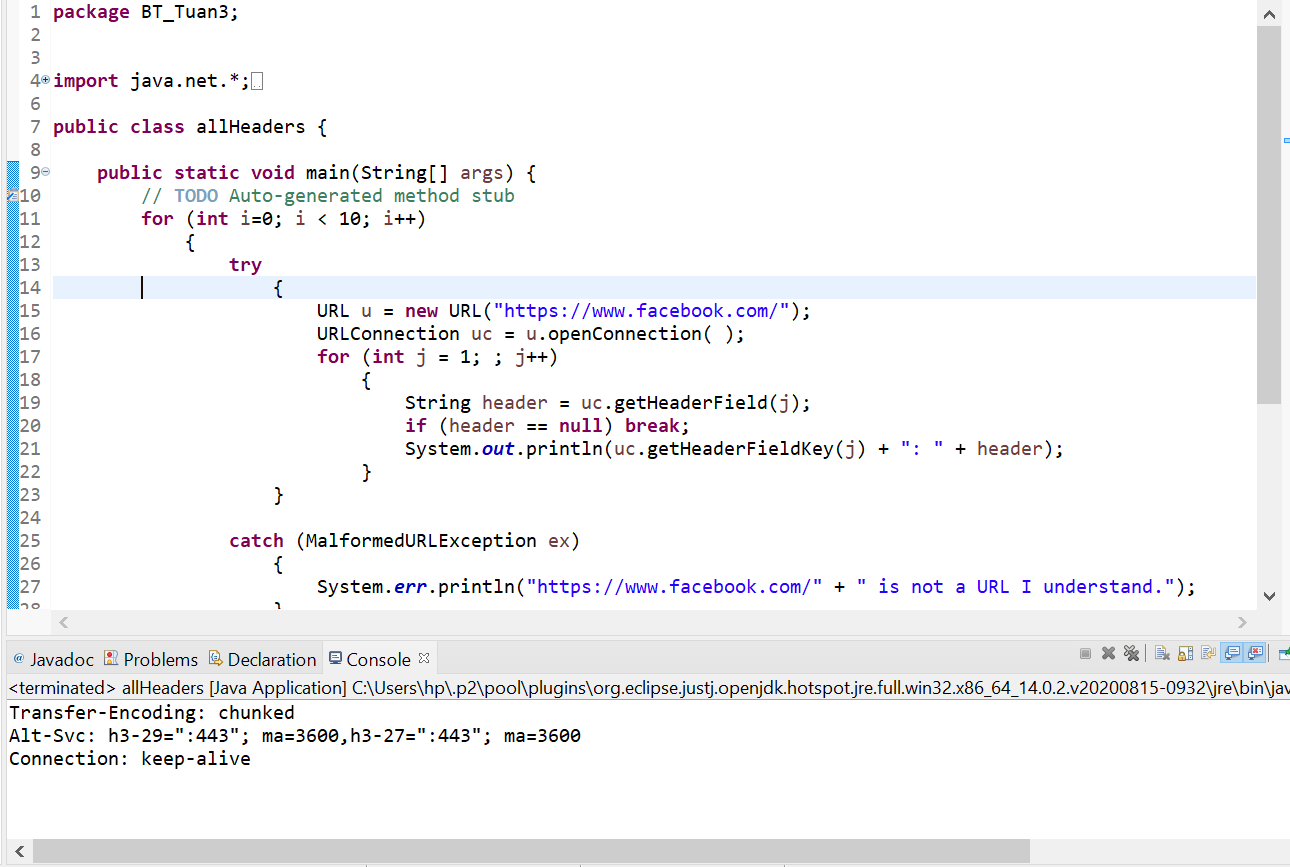 1 package BT_Tuan3;
2
3
4 import java.net.*;
6
7 public class allHeaders {
8
9 public static void main(String[] args) {
10 // TODO Auto-generated method stub
11 for (int i=0; i < 10; i++)
12 {
13 try
14 {
15 URL u = new URL("https://www.facebook.com/");
16 URLConnection uc = u.openConnection( );
17 for (int j = 1; ; j++)
18 {
19 String header = uc.getHeaderField(j);
20 if (header == null) break;
21 System.out.println(uc.getHeaderFieldKey(j) + ": " + header);
22 }
23 }
24
25 catch (MalformedURLException ex)
26 {
27 System.err.println("https://www.facebook.com/" + " is not a URL I understand.");
28 }
@ Javadoc Problems Declaration Console
<terminated> allHeaders [Java Application] C:\Users\hp\.p2\pool\plugins\org.eclipse.justj.openjdk.hotspot.jre.full.win32.x86_64_14.0.2.v20200815-0932\jre\bin\jav
Transfer-Encoding: chunked
Alt-Svc: h3-29=":443"; ma=3600,h3-27=":443"; ma=3600
Connection: keep-alive